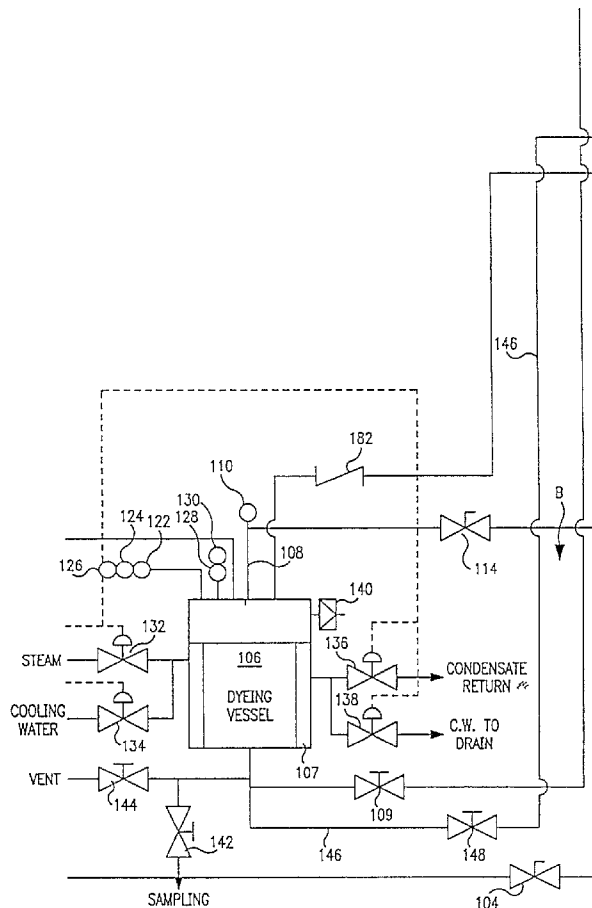 146
182
B
110
130
128
124
122
126
108
114
140
132
106
136
STEAM
CONDENSATE
RETURN
DYEING
VESSEL
138
COOLING
WATER
134
C.W. TO
DRAIN
107
VENT
144
109
142
146
148
SAMPLING
104